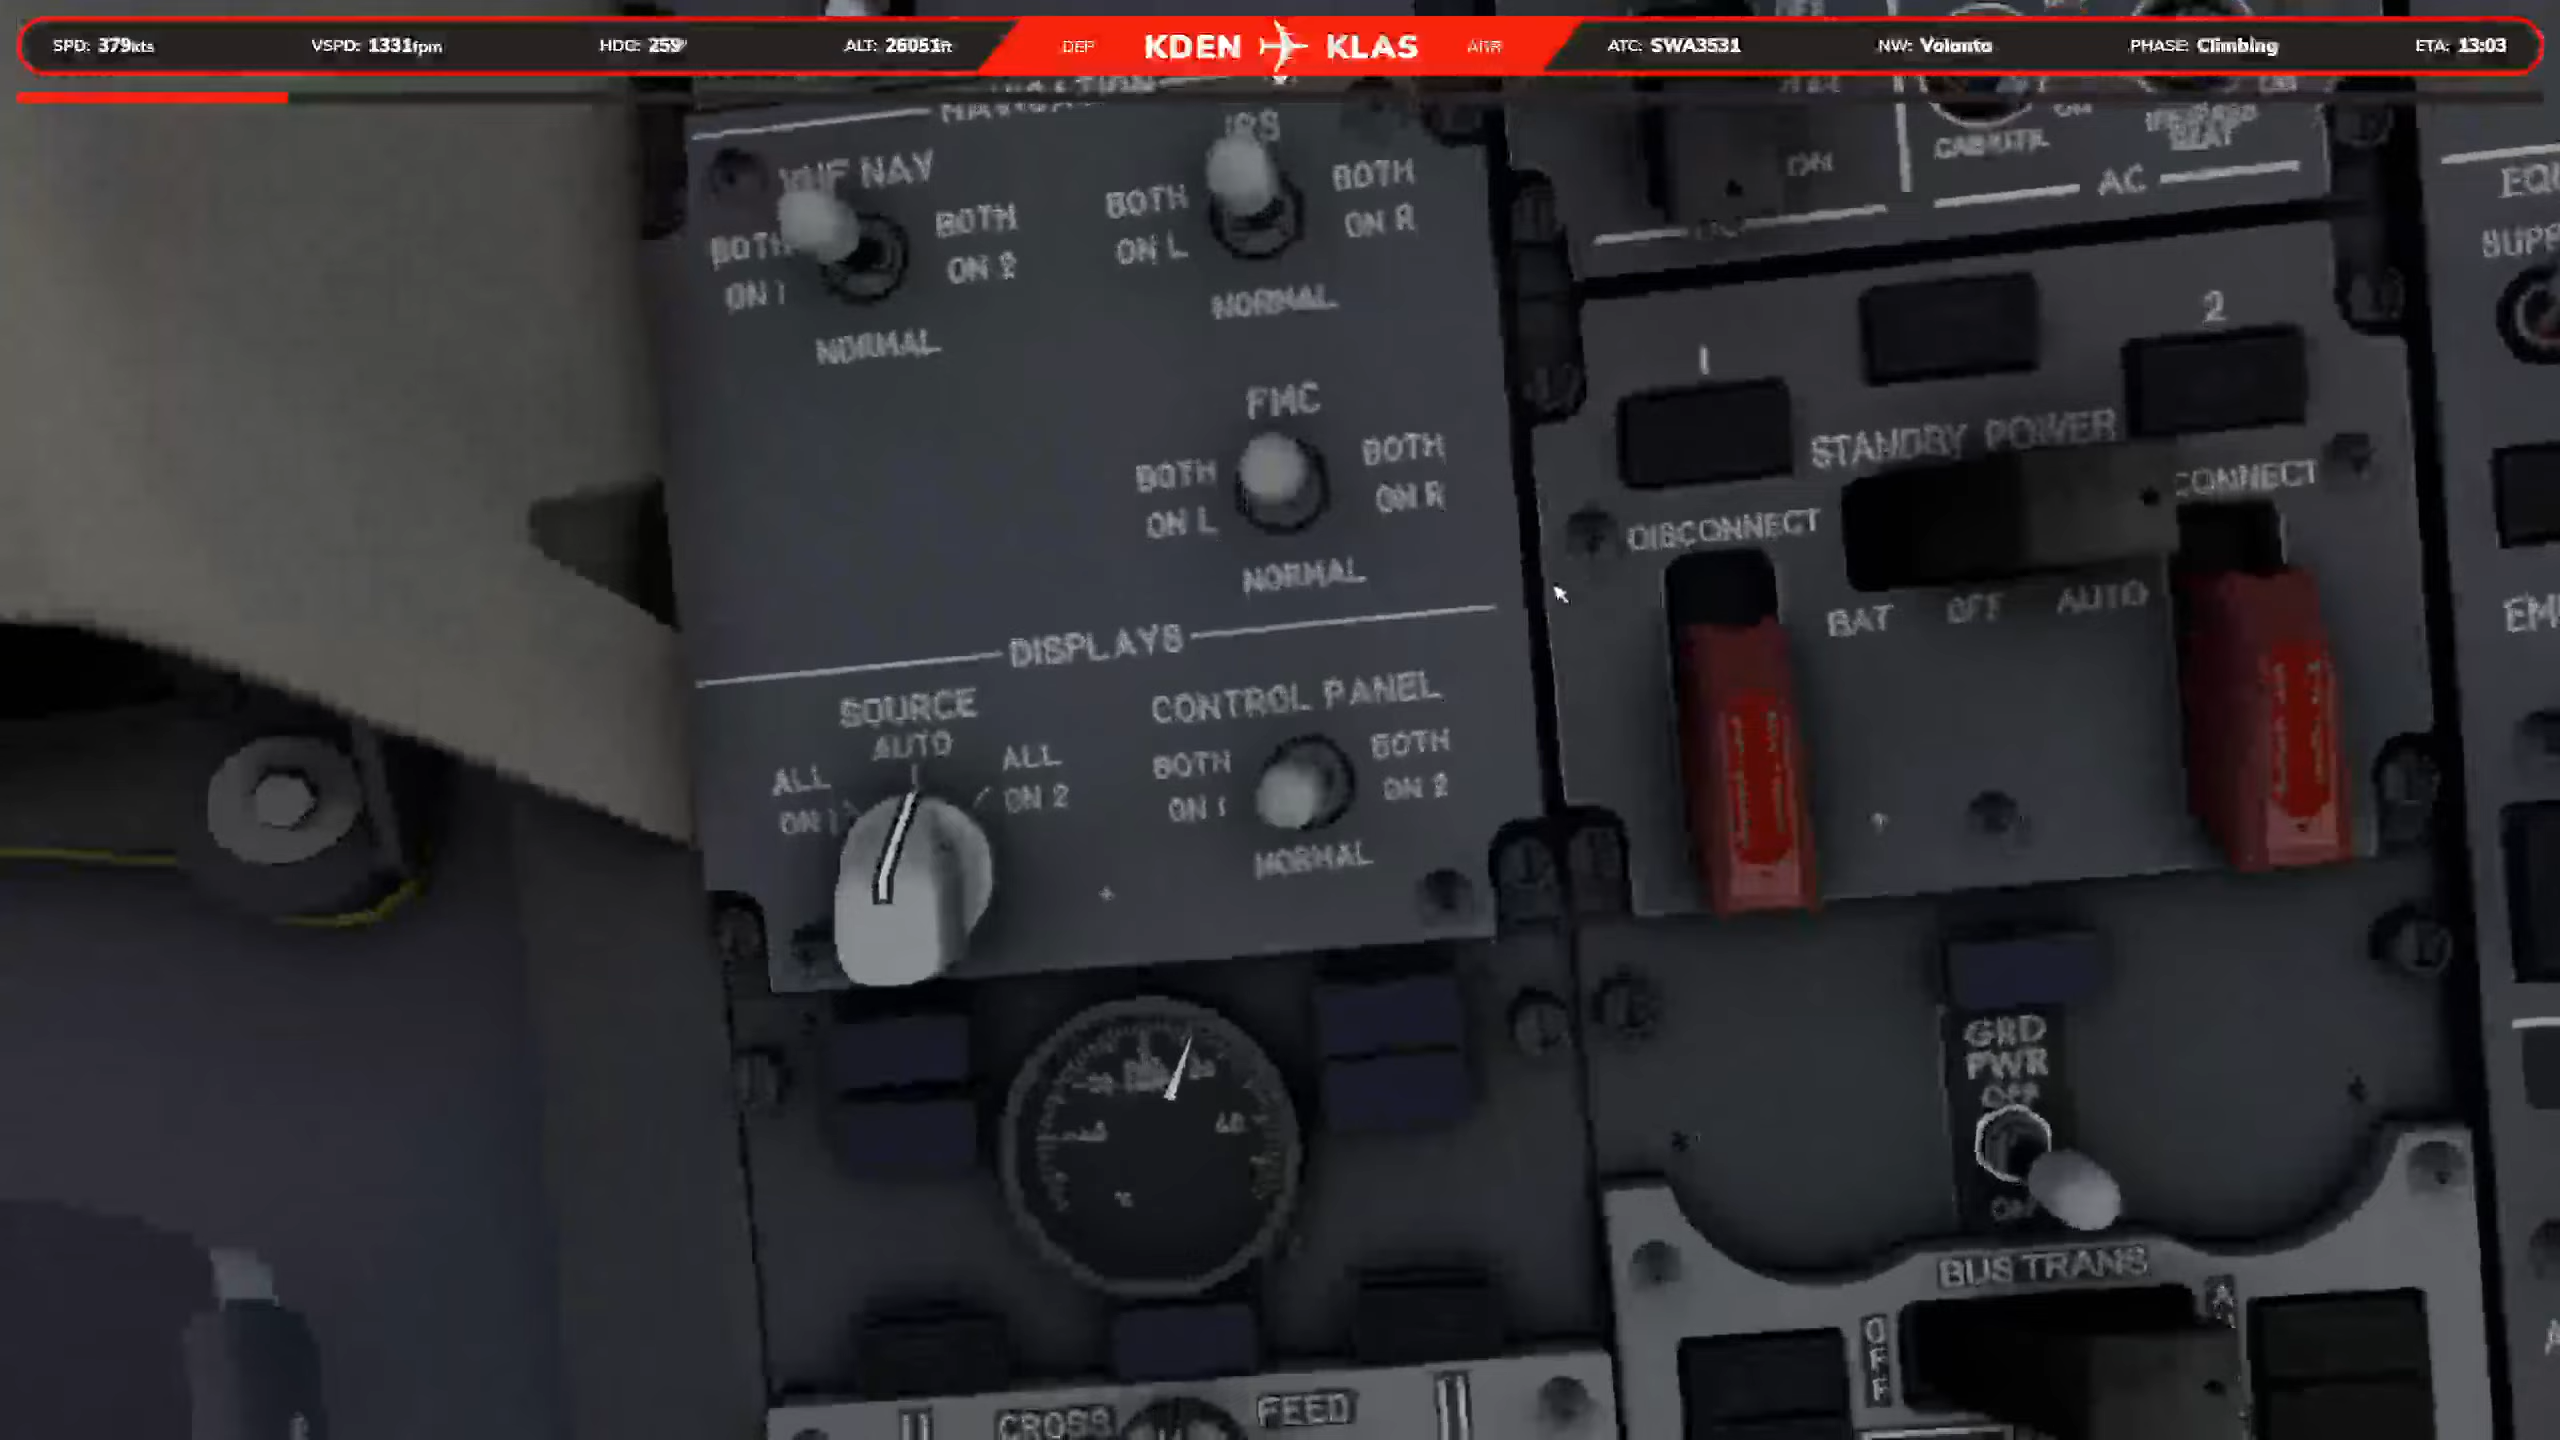 SPD: 379kts VSPD: 1331fpm HDG: 259° ALT: 26051ft DEP KDEN KLAS ARR ATC: SWA3531 NW: Volanta PHASE: Climbing ETA: 13:03
VHF NAV
BOTH
ON 1
BOTH
ON 2
NORMAL
IRS
BOTH
ON L
BOTH
ON R
NORMAL
FMC
BOTH
ON L
BOTH
ON R
NORMAL
DISPLAYS
SOURCE
AUTO
ALL
ON 1
ALL
ON 2
CONTROL PANEL
BOTH
ON 1
BOTH
ON 2
NORMAL
ON
AC
1
2
STANDBY POWER
DISCONNECT
CONNECT
BAT OFF AUTO
GRD
PWR
OFF
ON
BUS TRANS
OFF
CROSS FEED
40